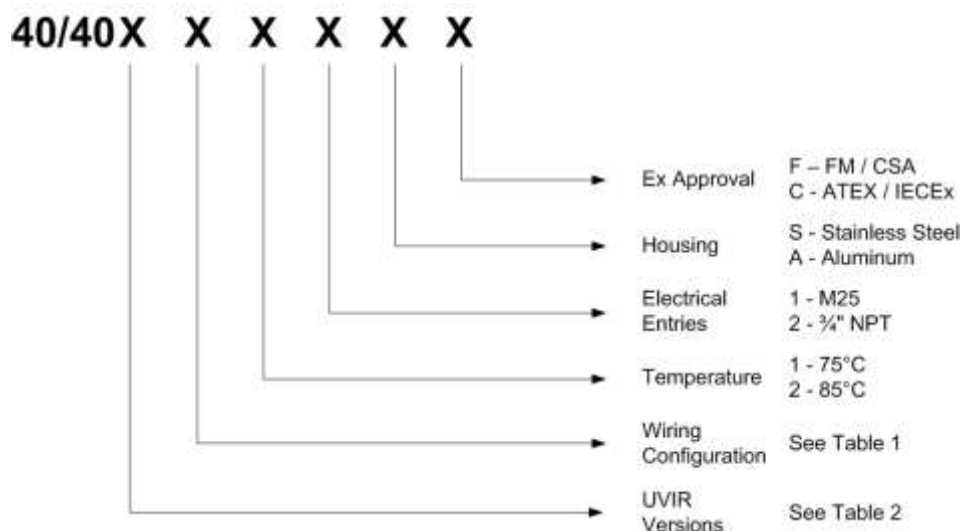 40/40X X X X X X
Ex Approval
F – FM / CSA
C - ATEX / IECEx
Housing
S - Stainless Steel
A - Aluminum
Electrical
Entries
1 - M25
2 - ¾" NPT
Temperature
1 - 75°C
2 - 85°C
Wiring
Configuration
See Table 1
UVIR
Versions
See Table 2